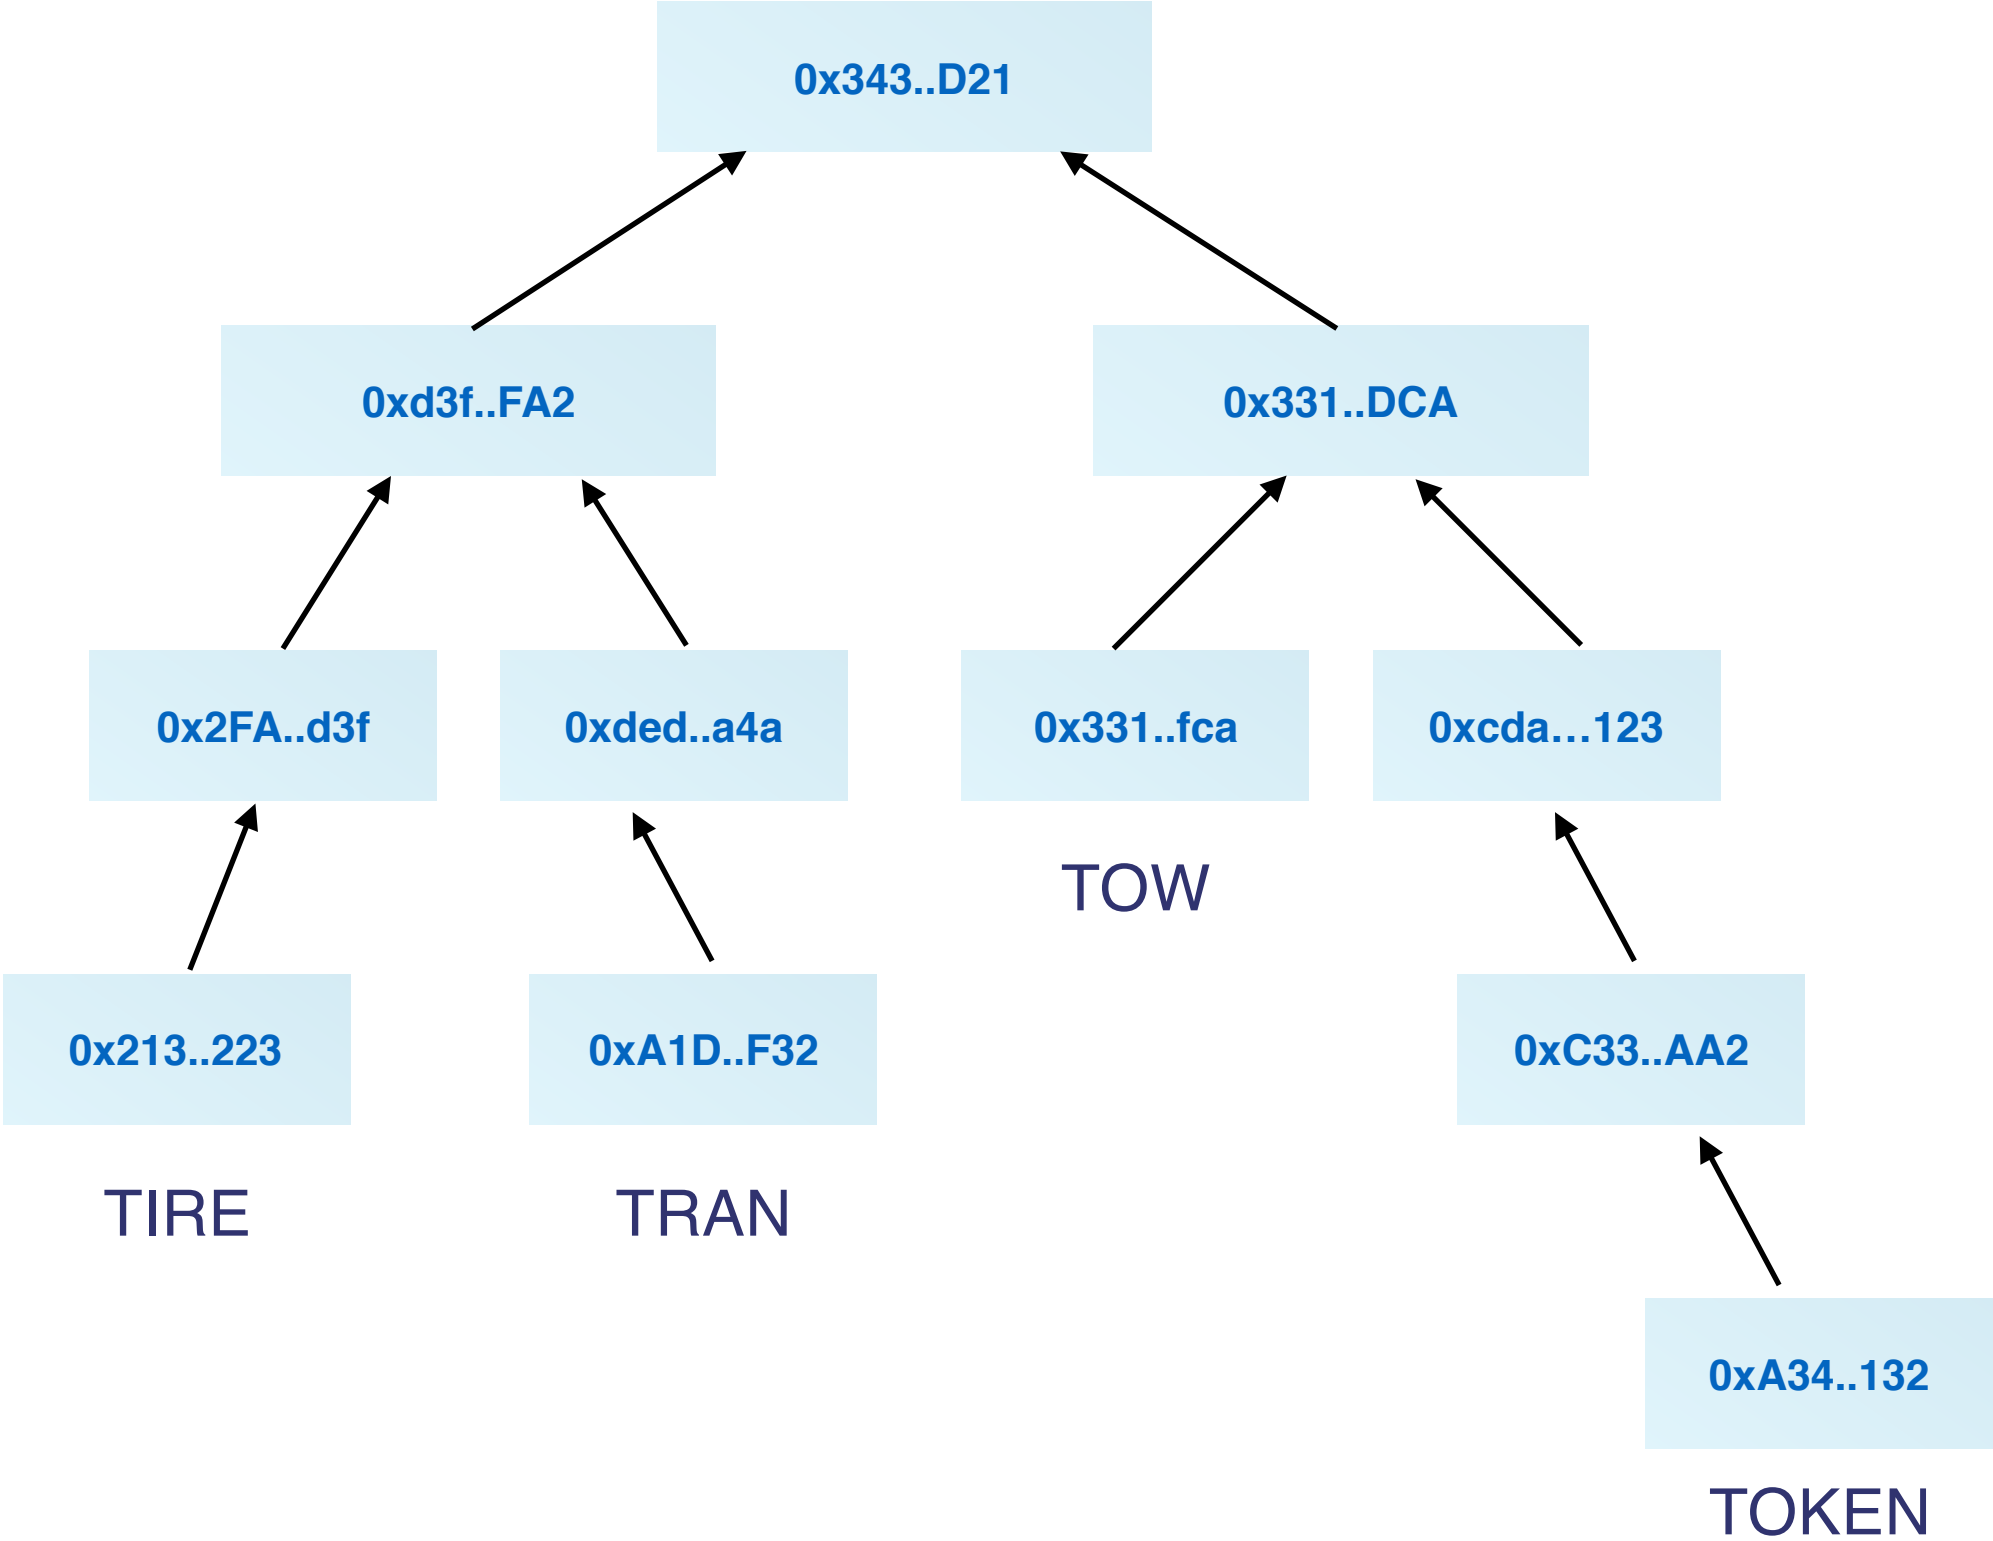 0x343..D21
0xd3f..FA2
0x331..DCA
0x2FA..d3f
0xded..a4a
0x331..fca
0xcda…123
TOW
0x213..223
0xA1D..F32
0xC33..AA2
TIRE
TRAN
0xA34..132
TOKEN